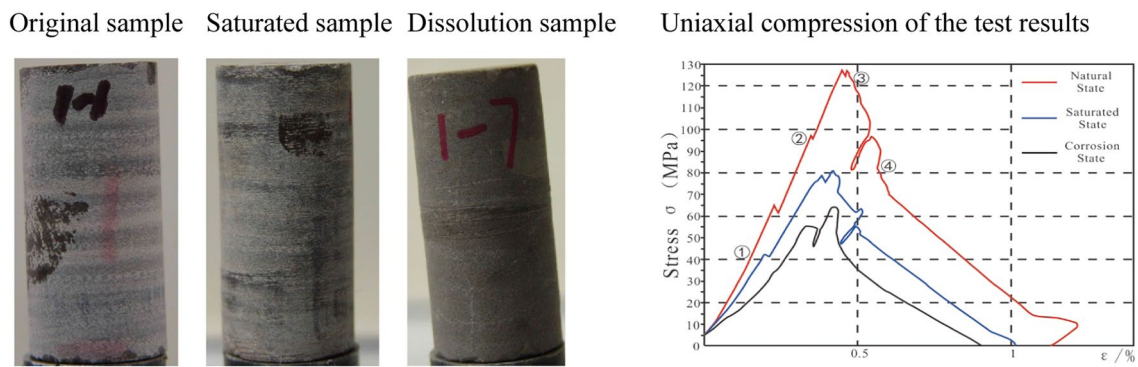 Original sample
Saturated sample
Dissolution sample
Uniaxial compression of the test results
1-1
1-7
Stress σ (MPa)
130
120
110
100
90
80
70
60
50
40
30
20
10
0
0.5
1
ε /%
①
②
③
④
Natural
State
Saturated
State
Corrosion
State